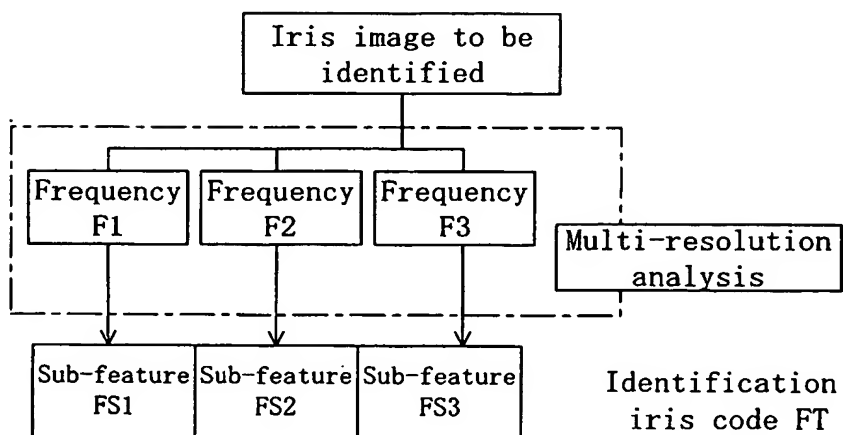 Iris image to be
identified
Frequency
F1
Frequency
F2
Frequency
F3
Multi-resolution
analysis
Sub-feature
FS1
Sub-feature
FS2
Sub-feature
FS3
Identification
iris code FT